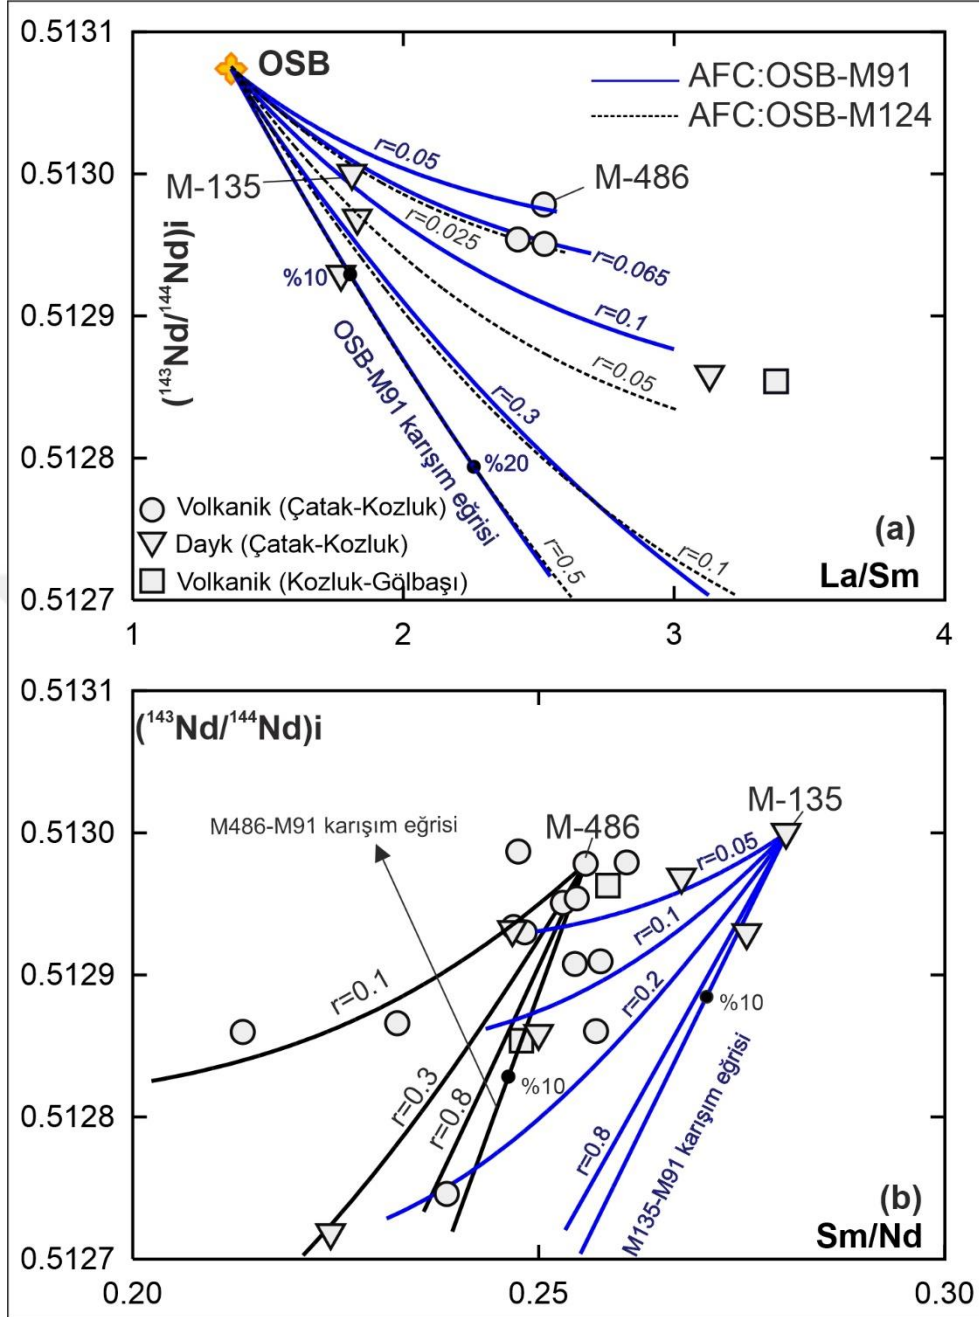 0.5131
0.5130
0.5129
0.5128
0.5127
(¹⁴³Nd/¹⁴⁴Nd)i
OSB
AFC:OSB-M91
AFC:OSB-M124
r=0.05
M-135
M-486
r=0.025
r=0.065
%10
r=0.1
r=0.05
OSB-M91 karışım eğrisi
r=0.3
%20
r=0.5
r=0.1
Volkanik (Çatak-Kozluk)
Dayk (Çatak-Kozluk)
Volkanik (Kozluk-Gölbaşı)
(a)
La/Sm
1
2
3
4
0.5131
0.5130
0.5129
0.5128
0.5127
(¹⁴³Nd/¹⁴⁴Nd)i
M486-M91 karışım eğrisi
M-486
M-135
r=0.05
r=0.1
r=0.2
r=0.1
%10
r=0.3
r=0.8
%10
r=0.8
M135-M91 karışım eğrisi
(b)
Sm/Nd
0.20
0.25
0.30